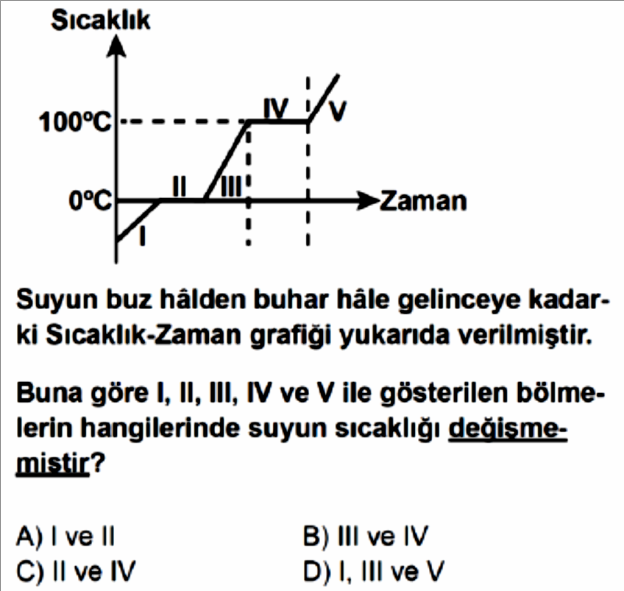 Sıcaklık
100ºC
IV
V
II
III
0ºC
Zaman
I
Suyun buz hâlden buhar hâle gelinceye kadar-
ki Sıcaklık-Zaman grafiği yukarıda verilmiştir.
Buna göre I, II, III, IV ve V ile gösterilen bölme-
lerin hangilerinde suyun sıcaklığı değişme-
miştir?
A) I ve II
B) III ve IV
C) II ve IV
D) I, III ve V